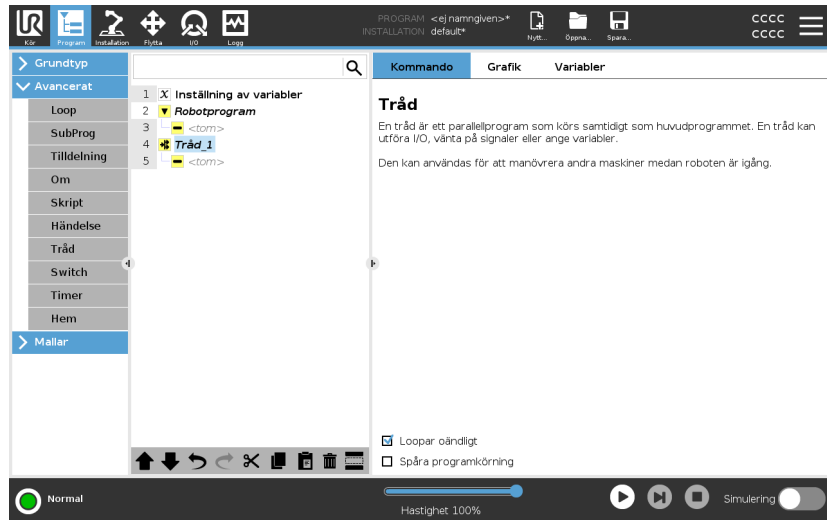 PROGRAM <ej namngiven>*
INSTALLATION default*
Kör Program Installation Flytta I/O Logg
Nytt... Öppna... Spara...
CCCC
CCCC
Grundtyp
Avancerat
Loop
SubProg
Tilldelning
Om
Skript
Händelse
Tråd
Switch
Timer
Hem
Mallar
1 X Inställning av variabler
2 Robotprogram
3 <tom>
4 Tråd_1
5 <tom>
Kommando Grafik Variabler
Tråd
En tråd är ett parallellprogram som körs samtidigt som huvudprogrammet. En tråd kan
utföra I/O, vänta på signaler eller ange variabler.
Den kan användas för att manövrera andra maskiner medan roboten är igång.
Loopar oändligt
Spåra programkörning
Normal
Hastighet 100%
Simulering